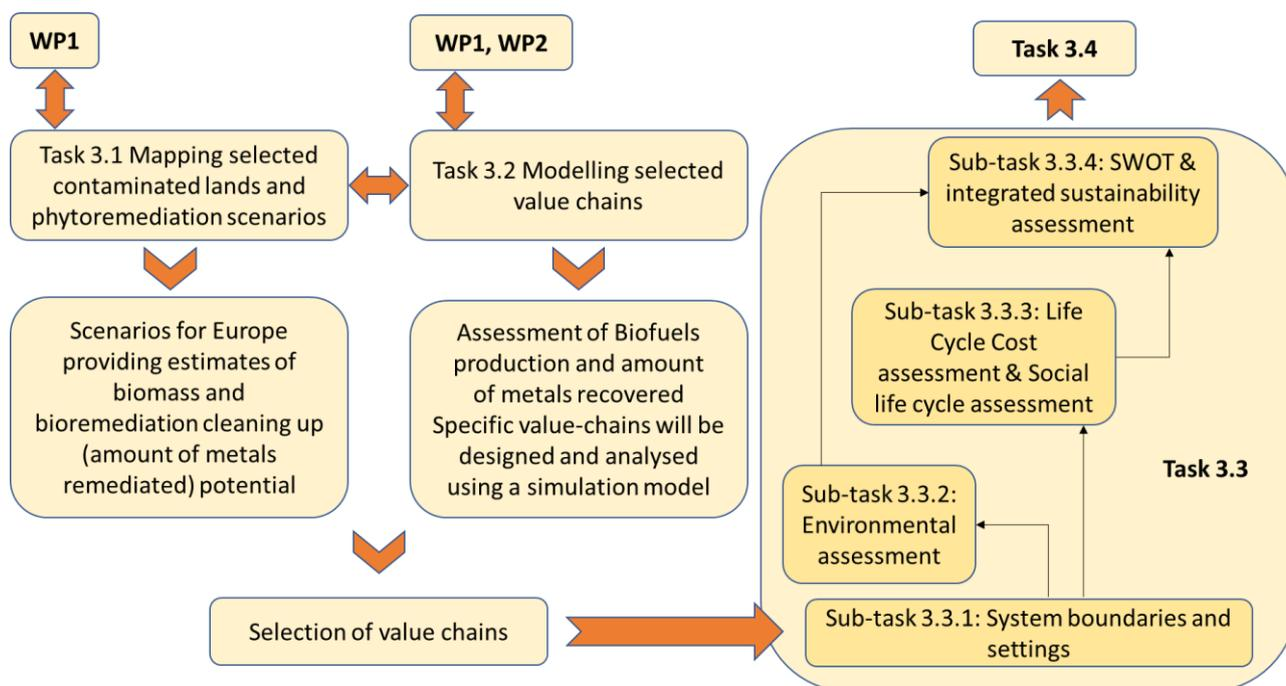 WP1
WP1, WP2
Task 3.4
Task 3.1 Mapping selected
contaminated lands and
phytoremediation scenarios
Task 3.2 Modelling selected
value chains
Scenarios for Europe
providing estimates of
biomass and
bioremediation cleaning up
(amount of metals
remediated) potential
Assessment of Biofuels
production and amount
of metals recovered
Specific value-chains will be
designed and analysed
using a simulation model
Selection of value chains
Sub-task 3.3.4: SWOT &
integrated sustainability
assessment
Sub-task 3.3.3: Life
Cycle Cost
assessment & Social
life cycle assessment
Task 3.3
Sub-task 3.3.2:
Environmental
assessment
Sub-task 3.3.1: System boundaries and
settings